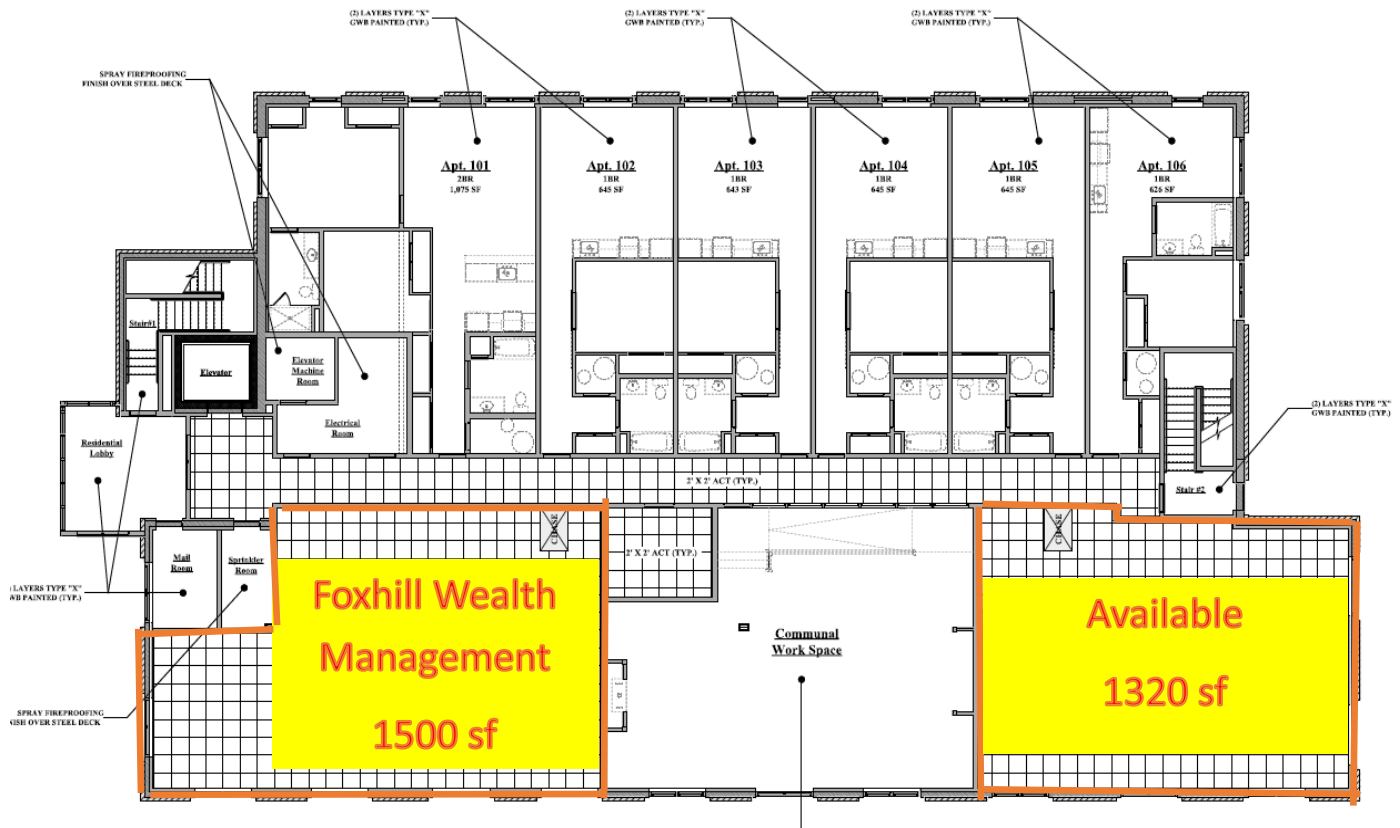 (2) LAYERS TYPE "X"
GWB PAINTED (TYP.)
(2) LAYERS TYPE "X"
GWB PAINTED (TYP.)
(2) LAYERS TYPE "X"
GWB PAINTED (TYP.)
SPRAY FIREPROOFING
FINISH OVER STEEL DECK
Apt. 101
2BR
1,075 SF
Apt. 102
1BR
645 SF
Apt. 103
1BR
643 SF
Apt. 104
1BR
645 SF
Apt. 105
1BR
645 SF
Apt. 106
1BR
626 SF
Stair#1
Elevator
Elevator
Machine
Room
Electrical
Room
Residential
Lobby
(2) LAYERS TYPE "X"
GWB PAINTED (TYP.)
2' X 2' ACT (TYP.)
Stair #2
CHASE
CHASE
Mail
Room
Sprinkler
Room
2' X 2' ACT (TYP.)
) LAYERS TYPE "X"
WB PAINTED (TYP.)
Foxhill Wealth
Management
1500 sf
Communal
Work Space
Available
1320 sf
SPRAY FIREPROOFING
NISH OVER STEEL DECK